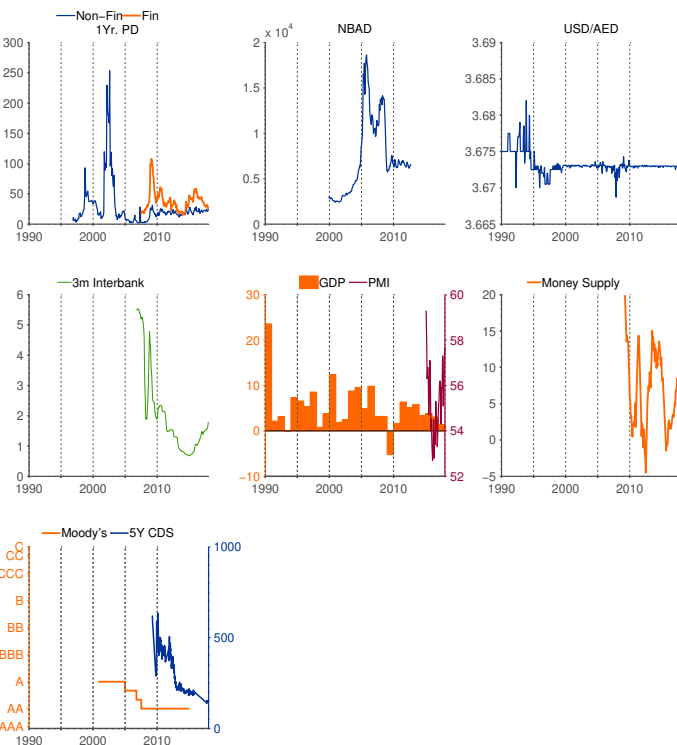 Non-Fin Fin
1Yr. PD
300
250
200
150
100
50
0
1990 2000 2010
NBAD
2 x 10^4
1.5
1
0.5
0
1990 2000 2010
USD/AED
3.69
3.685
3.68
3.675
3.67
3.665
1990 2000 2010
3m Interbank
6
5
4
3
2
1
0
1990 2000 2010
GDP PMI
30
20
10
0
-10
60
58
56
54
52
1990 2000 2010
Money Supply
20
15
10
5
0
-5
1990 2000 2010
Moody's 5Y CDS
C
CC
CCC
B
BB
BBB
A
AA
AAA
1000
500
0
1990 2000 2010